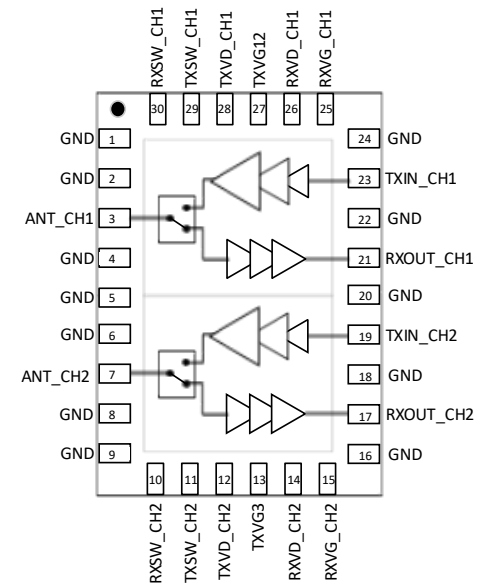 RXSW_CH1
TXSW_CH1
TXVD_CH1
TXVG12
RXVD_CH1
RXVG_CH1
30 29 28 27 26 25
GND 1 24 GND
GND 2 23 TXIN_CH1
ANT_CH1 3 22 GND
GND 4 21 RXOUT_CH1
GND 5 20 GND
GND 6 19 TXIN_CH2
ANT_CH2 7 18 GND
GND 8 17 RXOUT_CH2
GND 9 16 GND
10 11 12 13 14 15
RXSW_CH2
TXSW_CH2
TXVD_CH2
TXVG3
RXVD_CH2
RXVG_CH2